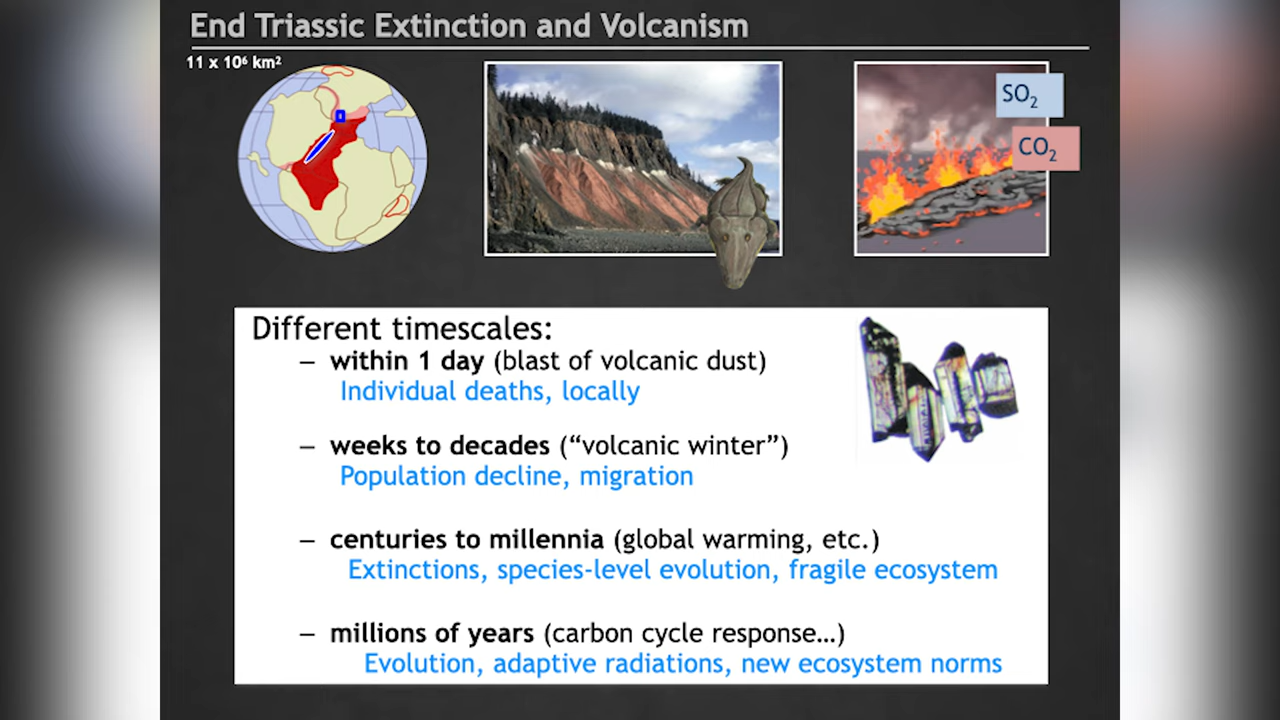 End Triassic Extinction and Volcanism
11 x 10⁶ km²
SO₂
CO₂
Different timescales:
– within 1 day (blast of volcanic dust)
Individual deaths, locally
– weeks to decades (“volcanic winter”)
Population decline, migration
– centuries to millennia (global warming, etc.)
Extinctions, species-level evolution, fragile ecosystem
– millions of years (carbon cycle response…)
Evolution, adaptive radiations, new ecosystem norms